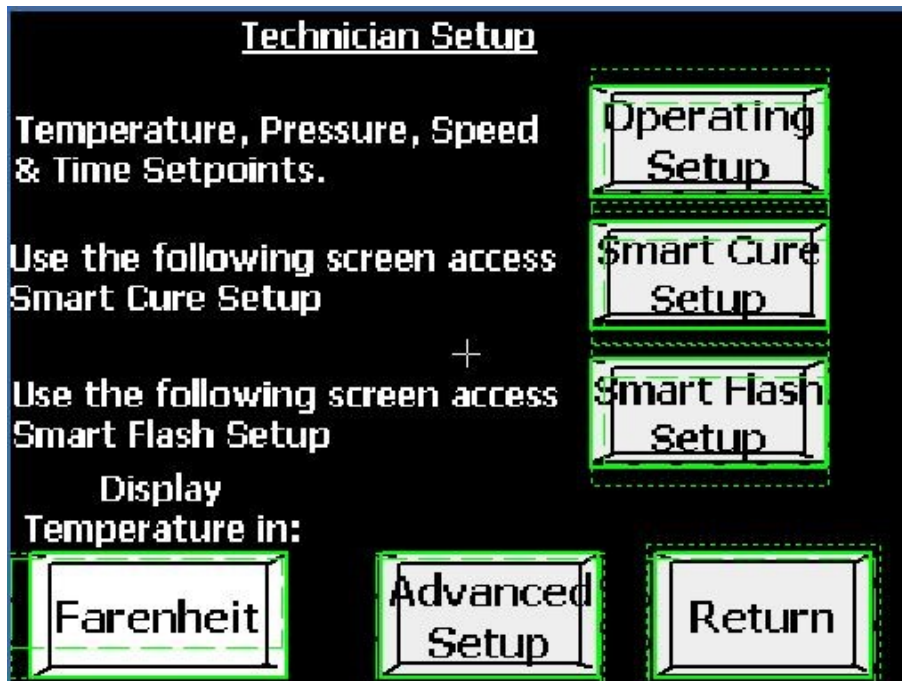 Technician Setup
Temperature, Pressure, Speed
& Time Setpoints.
Operating
Setup
Use the following screen access
Smart Cure Setup
Smart Cure
Setup
Use the following screen access
Smart Flash Setup
Smart Flash
Setup
Display
Temperature in:
Farenheit
Advanced
Setup
Return